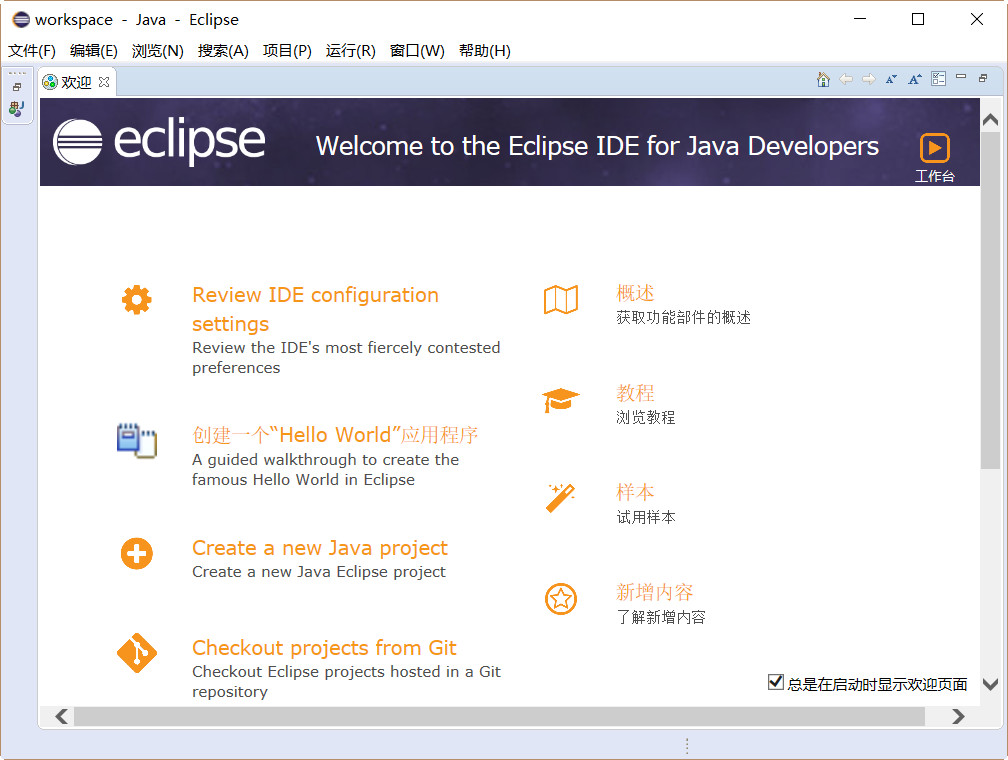 workspace - Java - Eclipse
文件(F) 编辑(E) 浏览(N) 搜索(A) 项目(P) 运行(R) 窗口(W) 帮助(H)
欢迎
eclipse
Welcome to the Eclipse IDE for Java Developers
工作台
Review IDE configuration
settings
Review the IDE's most fiercely contested
preferences
创建一个“Hello World”应用程序
A guided walkthrough to create the
famous Hello World in Eclipse
Create a new Java project
Create a new Java Eclipse project
Checkout projects from Git
Checkout Eclipse projects hosted in a Git
repository
概述
获取功能部件的概述
教程
浏览教程
样本
试用样本
新增内容
了解新增内容
总是在启动时显示欢迎页面